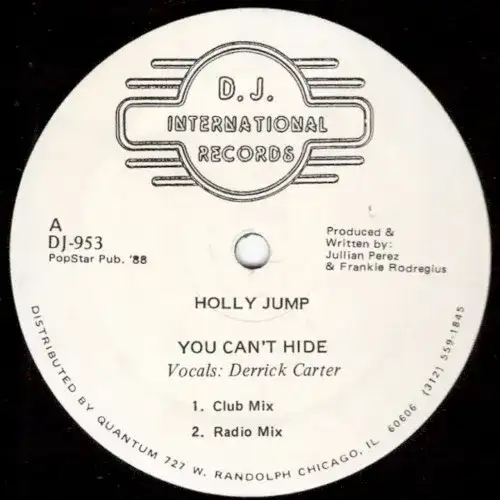 D.J.
INTERNATIONAL
RECORDS
A
DJ-953
PopStar Pub. '88
Produced &
Written by:
Jullian Perez
& Frankie Rodregius
HOLLY JUMP
YOU CAN'T HIDE
Vocals: Derrick Carter
1. Club Mix
2. Radio Mix
DISTRIBUTED BY QUANTUM 727 W. RANDOLPH CHICAGO, IL 60606 (312) 559-1845